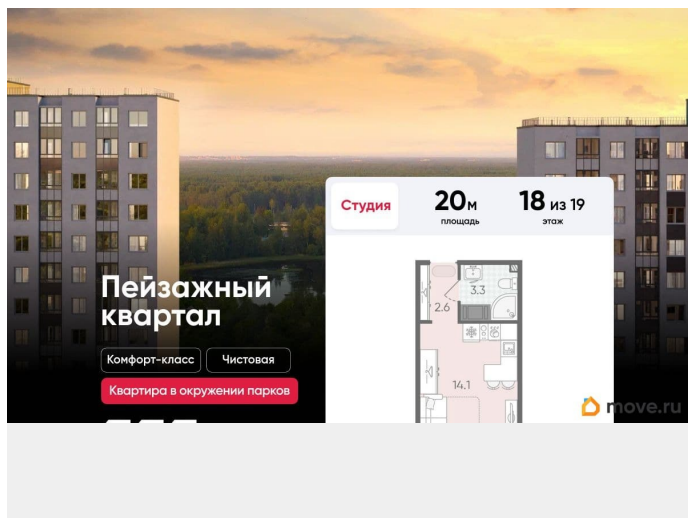 Студия
20м
площадь
18 из 19
этаж
Пейзажный
квартал
3.3
2.6
Комфорт-класс
Чистовая
Квартира в окружении парков
14.1
move.ru